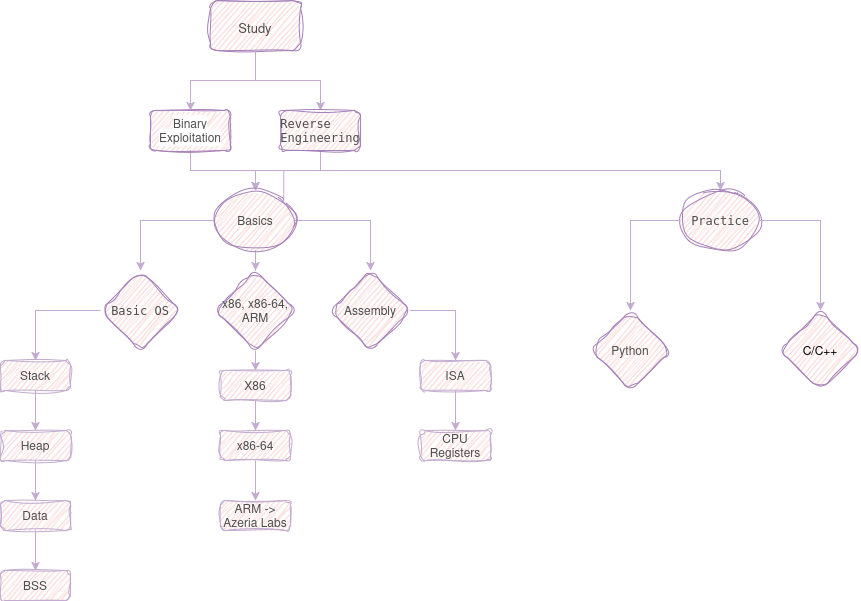 Study
Binary
Exploitation
Reverse
Engineering
Basics
Practice
Basic OS
x86, x86-64,
ARM
Assembly
Python
C/C++
Stack
X86
ISA
Heap
x86-64
CPU
Registers
Data
ARM ->
Azeria Labs
BSS